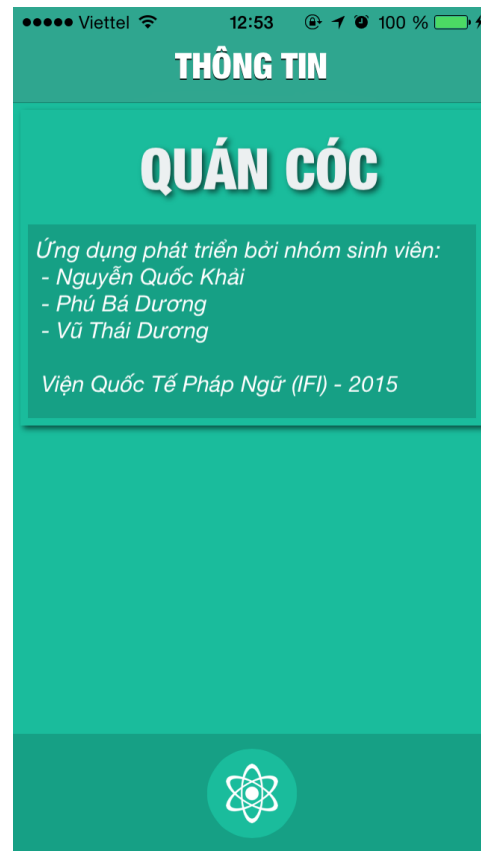 Viettel 12:53 100 %
THÔNG TIN
QUÁN CÓC
Ứng dụng phát triển bởi nhóm sinh viên:
- Nguyễn Quốc Khải
- Phú Bá Dương
- Vũ Thái Dương
Viện Quốc Tế Pháp Ngữ (IFI) - 2015